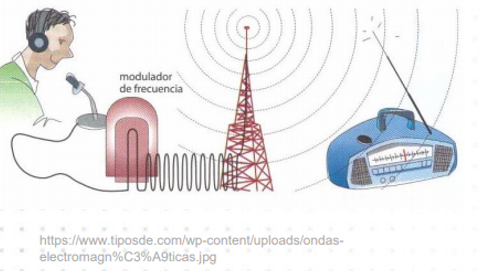 modulador
de frecuencia
https://www.tiposde.com/wp-content/uploads/ondas-
electromagn%C3%A9ticas.jpg